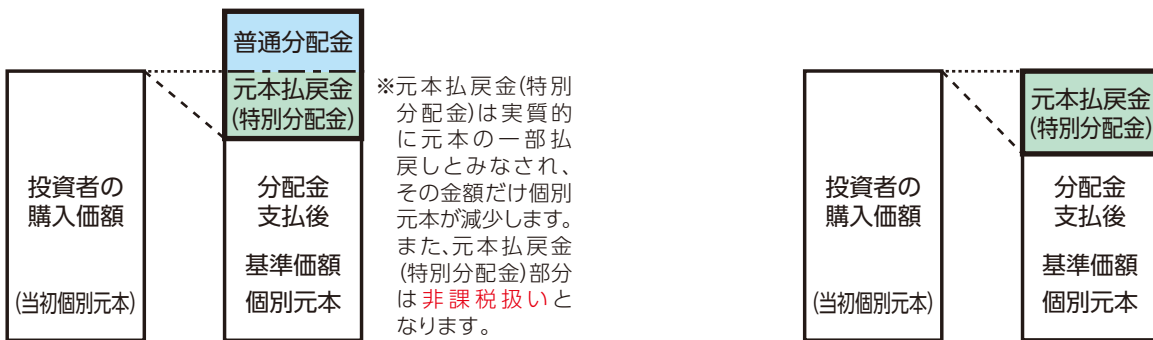 普通分配金
元本払戻金
(特別分配金)
投資者の
購入価額
(当初個別元本)
分配金
支払後
基準価額
個別元本
※元本払戻金(特別
分配金)は実質的
に元本の一部払
戻しとみなされ、
その金額だけ個別
元本が減少します。
また、元本払戻金
(特別分配金)部分
は非課税扱いと
なります。
元本払戻金
(特別分配金)
投資者の
購入価額
(当初個別元本)
分配金
支払後
基準価額
個別元本